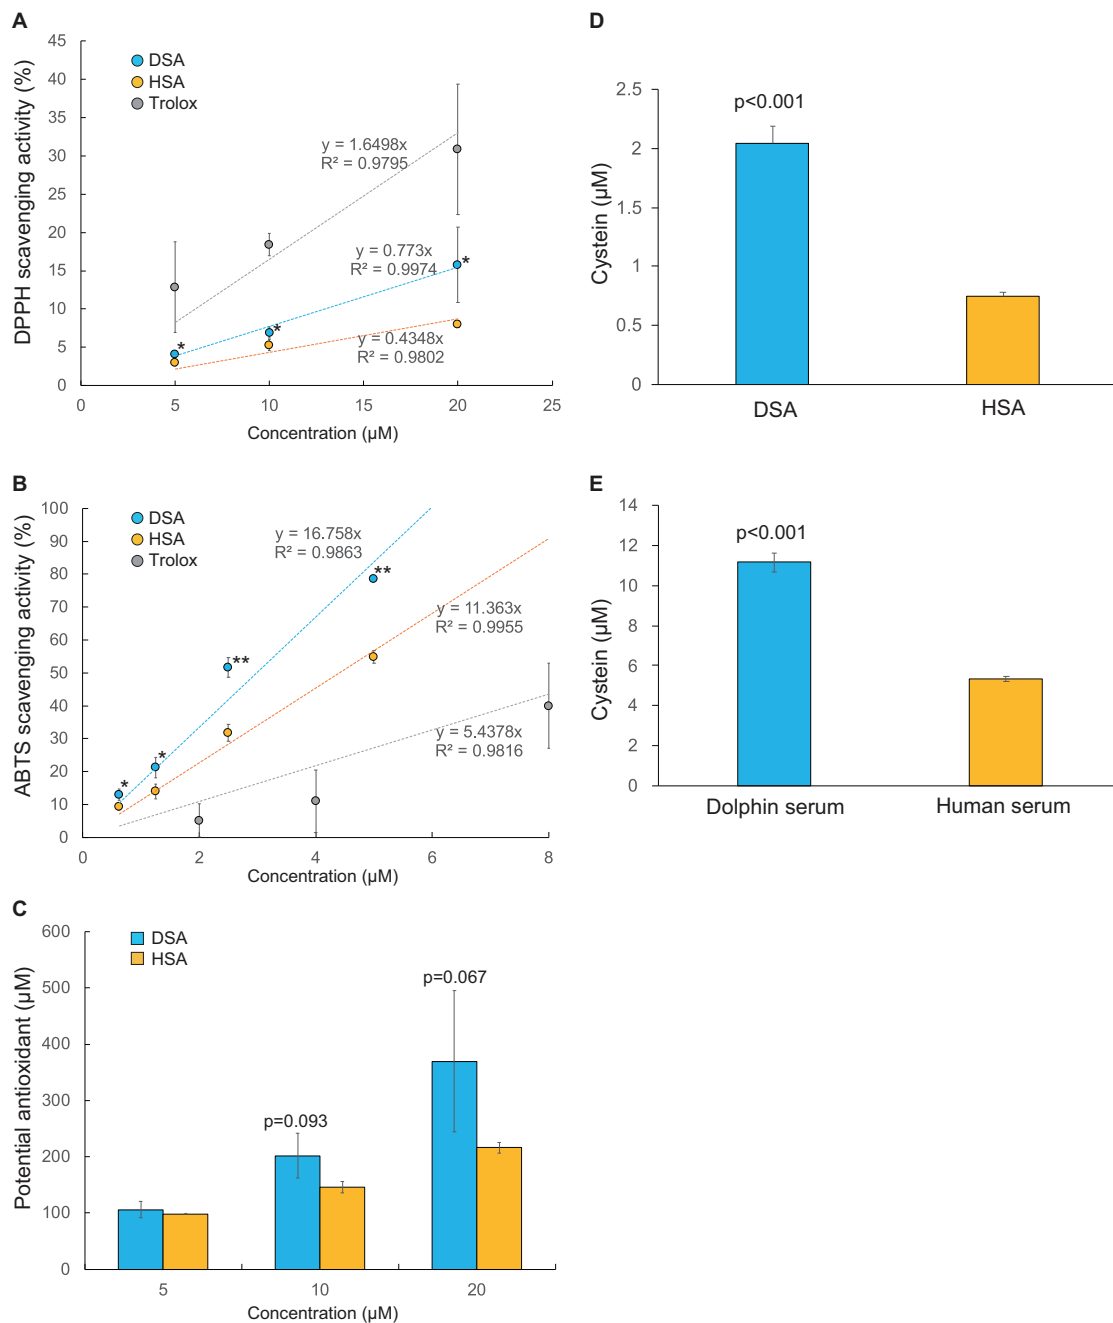 A
DPPH scavenging activity (%)
45
40
35
30
25
20
15
10
5
0
DSA
HSA
Trolox
y = 1.6498x
R² = 0.9795
y = 0.773x
R² = 0.9974
y = 0.4348x
R² = 0.9802
*
*
*
0 5 10 15 20 25
Concentration (µM)
B
ABTS scavenging activity (%)
100
90
80
70
60
50
40
30
20
10
0
DSA
HSA
Trolox
y = 16.758x
R² = 0.9863
y = 11.363x
R² = 0.9955
y = 5.4378x
R² = 0.9816
*
*
**
**
0 2 4 6 8
Concentration (µM)
C
Potential antioxidant (µM)
600
500
400
300
200
100
0
DSA
HSA
p=0.093
p=0.067
5 10 20
Concentration (µM)
D
Cystein (µM)
2.5
2
1.5
1
0.5
0
p<0.001
DSA HSA
E
Cystein (µM)
14
12
10
8
6
4
2
0
p<0.001
Dolphin serum Human serum